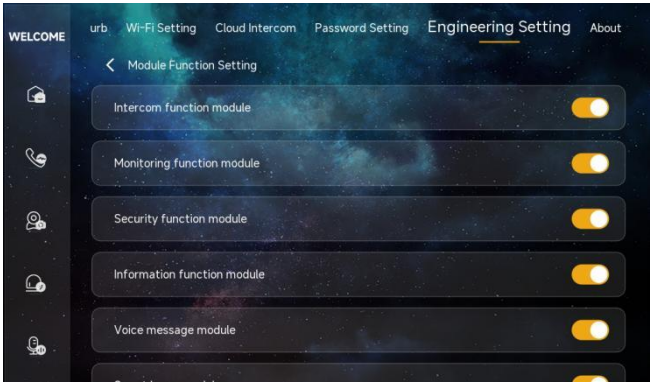 WELCOME
urb Wi-Fi Setting Cloud Intercom Password Setting Engineering Setting About
Module Function Setting
Intercom function module
Monitoring function module
Security function module
Information function module
Voice message module